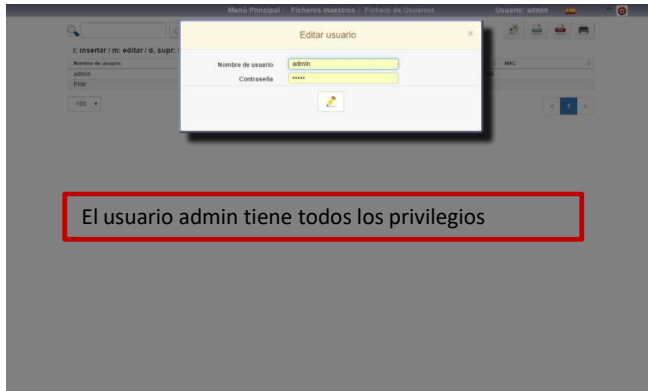 Menú Principal / Ficheros maestros / Fichero de Usuarios
Usuario: admin
Editar usuario
×
i: insertar / m: editar / d, supr:
Nombre de usuario
MAC
admin
Pilar
Nombre de usuario
admin
Contraseña
•••••
100
<
1
>
El usuario admin tiene todos los privilegios